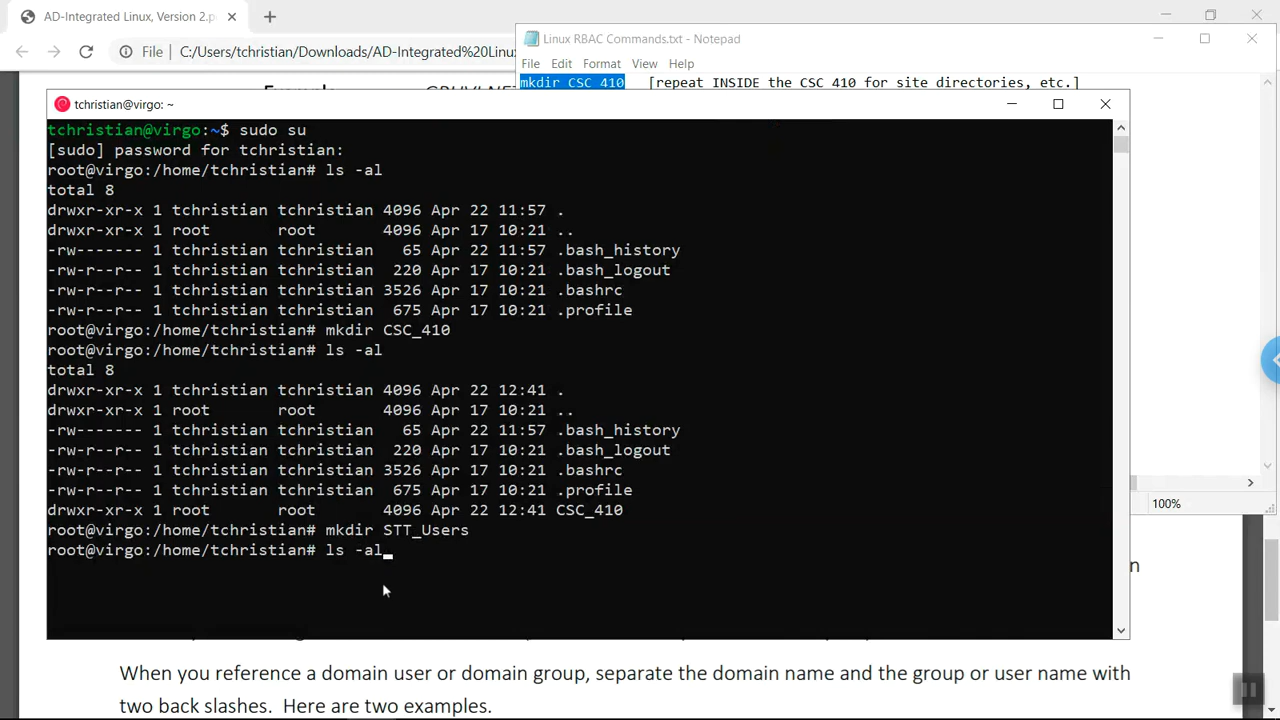 AD-Integrated Linux, Version 2.p
File
C:/Users/tchristian/Downloads/AD-Integrated%20Linu
Linux RBAC Commands.txt - Notepad
File Edit Format View Help
mkdir CSC_410 [repeat INSIDE the CSC 410 for site directories, etc.]
tchristian@virgo: ~
tchristian@virgo:~$ sudo su
[sudo] password for tchristian:
root@virgo:/home/tchristian# ls -al
total 8
drwxr-xr-x 1 tchristian tchristian 4096 Apr 22 11:57 .
drwxr-xr-x 1 root root 4096 Apr 17 10:21 ..
-rw------- 1 tchristian tchristian 65 Apr 22 11:57 .bash_history
-rw-r--r-- 1 tchristian tchristian 220 Apr 17 10:21 .bash_logout
-rw-r--r-- 1 tchristian tchristian 3526 Apr 17 10:21 .bashrc
-rw-r--r-- 1 tchristian tchristian 675 Apr 17 10:21 .profile
root@virgo:/home/tchristian# mkdir CSC_410
root@virgo:/home/tchristian# ls -al
total 8
drwxr-xr-x 1 tchristian tchristian 4096 Apr 22 12:41 .
drwxr-xr-x 1 root root 4096 Apr 17 10:21 ..
-rw------- 1 tchristian tchristian 65 Apr 22 11:57 .bash_history
-rw-r--r-- 1 tchristian tchristian 220 Apr 17 10:21 .bash_logout
-rw-r--r-- 1 tchristian tchristian 3526 Apr 17 10:21 .bashrc
-rw-r--r-- 1 tchristian tchristian 675 Apr 17 10:21 .profile
drwxr-xr-x 1 root root 4096 Apr 22 12:41 CSC_410
root@virgo:/home/tchristian# mkdir STT_Users
root@virgo:/home/tchristian# ls -al
100%
n
When you reference a domain user or domain group, separate the domain name and the group or user name with
two back slashes. Here are two examples.